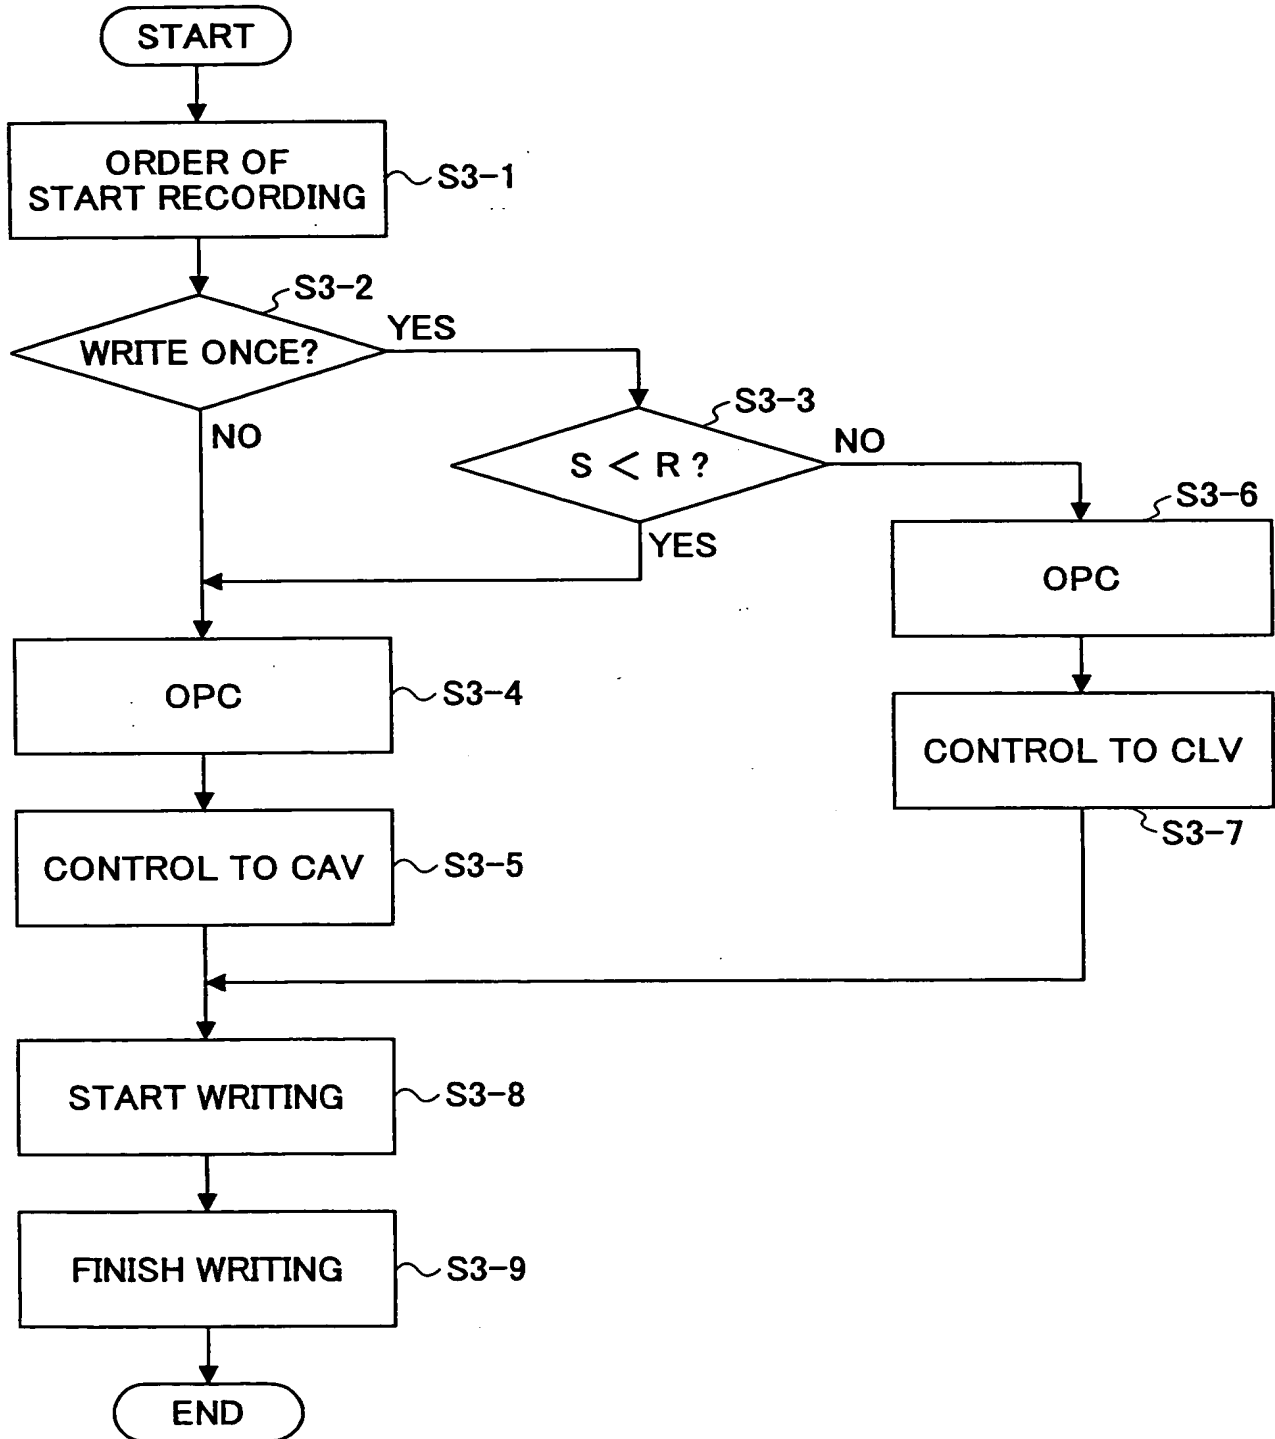 START
ORDER OF
START RECORDING
S3-1
S3-2
WRITE ONCE?
YES
NO
S3-3
S < R ?
NO
YES
S3-6
OPC
OPC
S3-4
CONTROL TO CLV
S3-7
CONTROL TO CAV
S3-5
START WRITING
S3-8
FINISH WRITING
S3-9
END